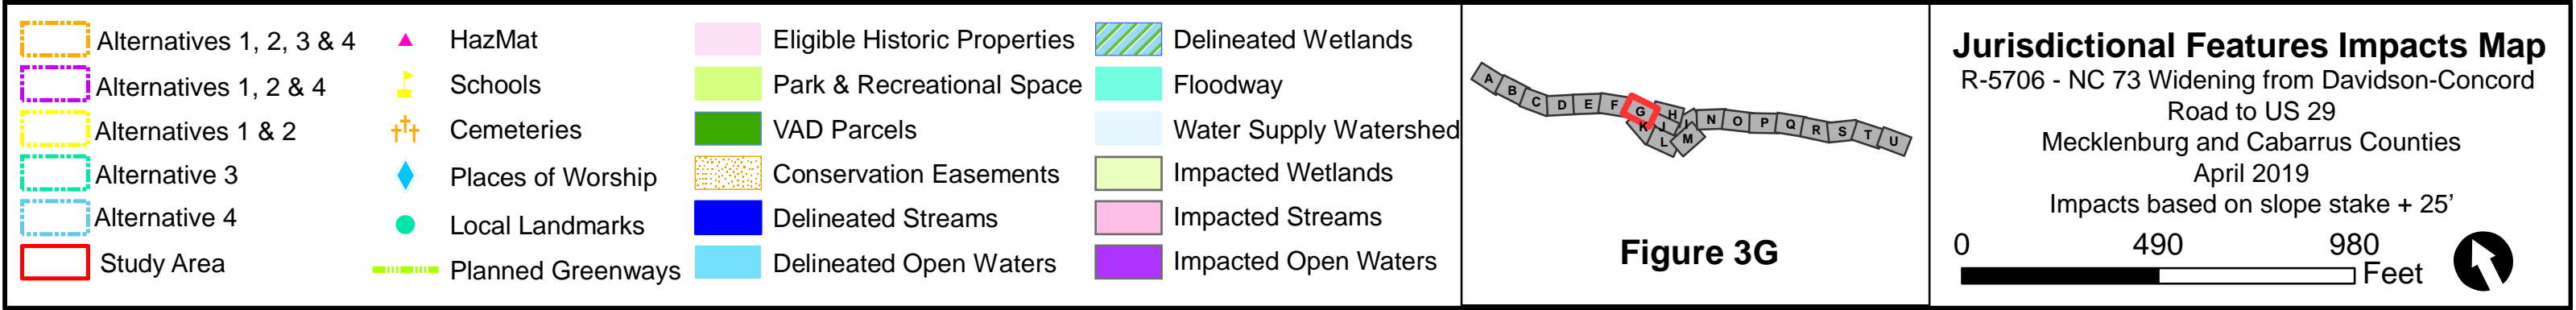 Alternatives 1, 2, 3 & 4
Alternatives 1, 2 & 4
Alternatives 1 & 2
Alternative 3
Alternative 4
Study Area
HazMat
Schools
Cemeteries
Places of Worship
Local Landmarks
Planned Greenways
Eligible Historic Properties
Park & Recreational Space
VAD Parcels
Conservation Easements
Delineated Streams
Delineated Open Waters
Delineated Wetlands
Floodway
Water Supply Watershed
Impacted Wetlands
Impacted Streams
Impacted Open Waters
A B C D E F G H I N O P Q R S T U
K J L M
Figure 3G
Jurisdictional Features Impacts Map
R-5706 - NC 73 Widening from Davidson-Concord
Road to US 29
Mecklenburg and Cabarrus Counties
April 2019
Impacts based on slope stake + 25'
0 490 980
Feet